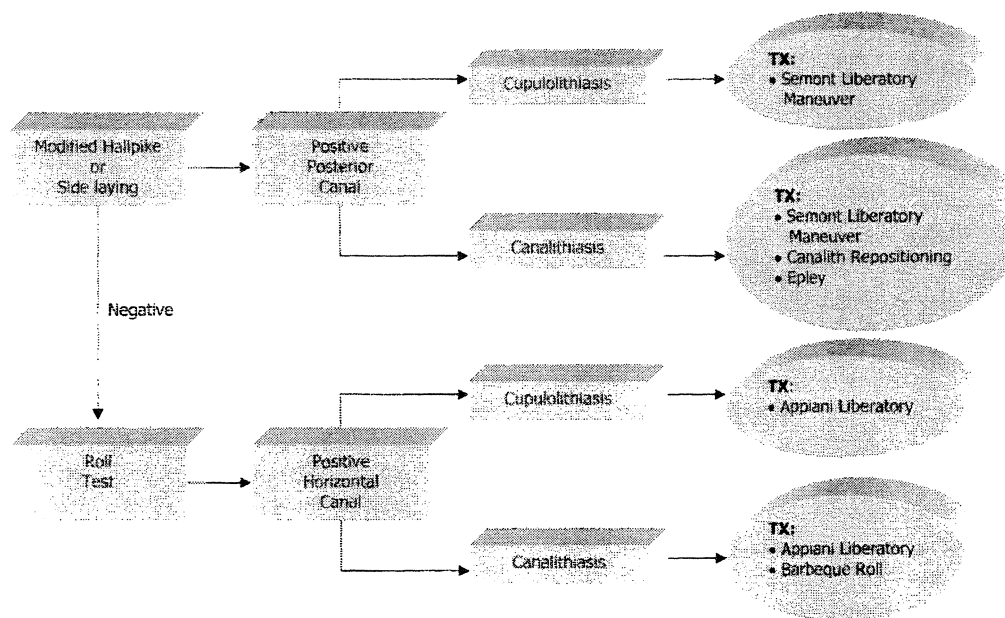 Modified Hallpike
or
Side laying
Positive
Posterior
Canal
Cupulolithiasis
TX:
• Semont Liberatory
Maneuver
Canalithiasis
TX:
• Semont Liberatory
Maneuver
• Canalith Repositioning
• Epley
Negative
Roll
Test
Positive
Horizontal
Canal
Cupulolithiasis
TX:
• Appiani Liberatory
Canalithiasis
TX:
• Appiani Liberatory
• Barbeque Roll